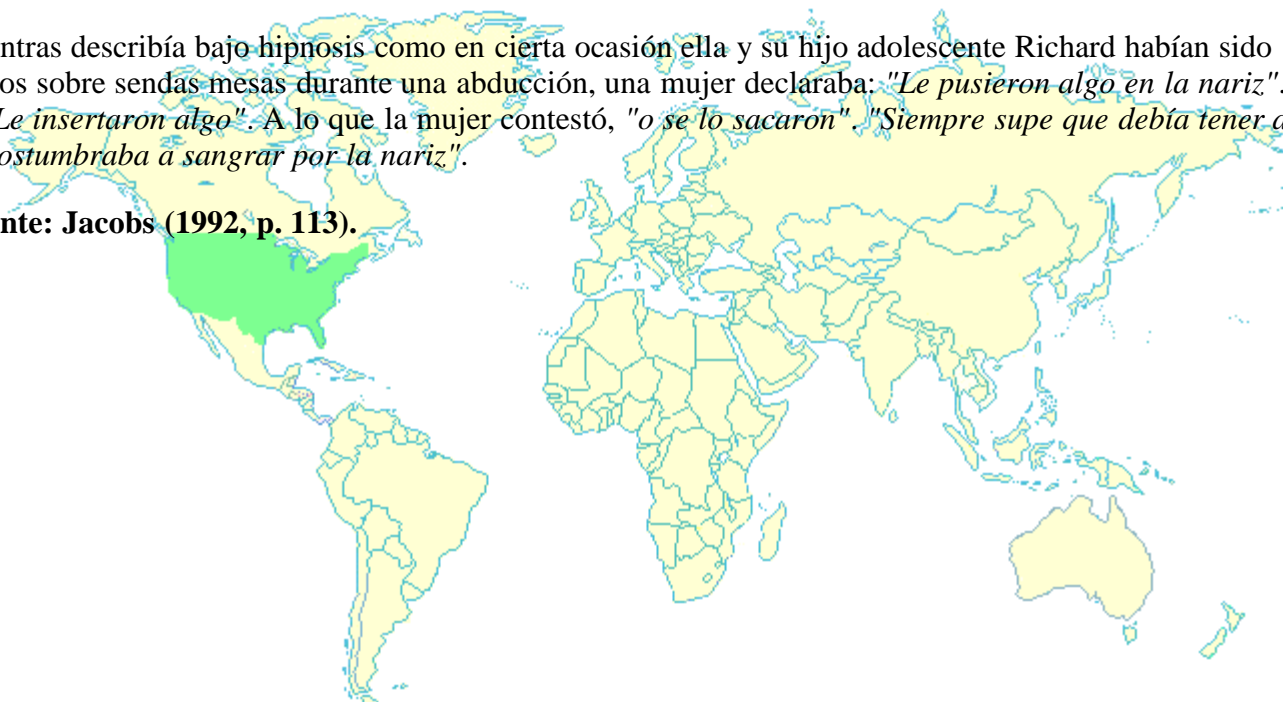 ntras describía bajo hipnosis como en cierta ocasión ella y su hijo adolescente Richard habían sido
os sobre sendas mesas durante una abducción, una mujer declaraba: "Le pusieron algo en la nariz".
Le insertaron algo". A lo que la mujer contestó, "o se lo sacaron". "Siempre supe que debía tener a
ostumbraba a sangrar por la nariz".
nte: Jacobs (1992, p. 113).